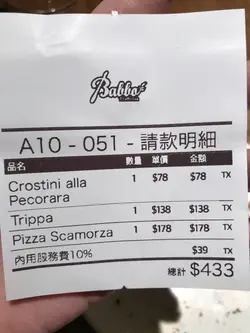 Babbo
A10 - 051 - 請款明細
品名 數量 單價 金額
Crostini alla Pecorara 1 $78 $78 TX
Trippa 1 $138 $138 TX
Pizza Scamorza 1 $178 $178 TX
內用服務費10% $39 TX
總計 $433